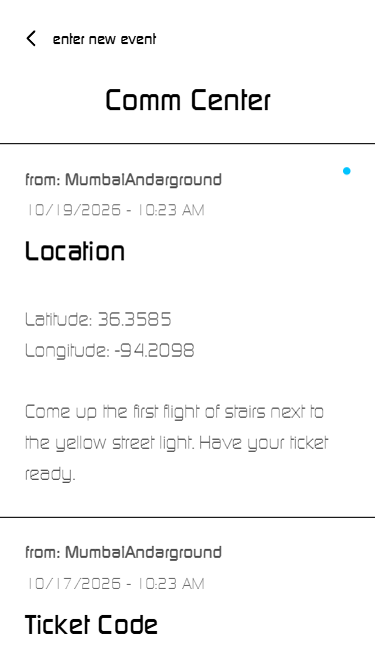 enter new event
Comm Center
from: MumbaiAndarground
10/19/2026 - 10:23 AM
Location
Latitude: 36.3585
Longitude: -94.2098
Come up the first flight of stairs next to
the yellow street light. Have your ticket
ready.
from: MumbaiAndarground
10/17/2026 - 10:23 AM
Ticket Code